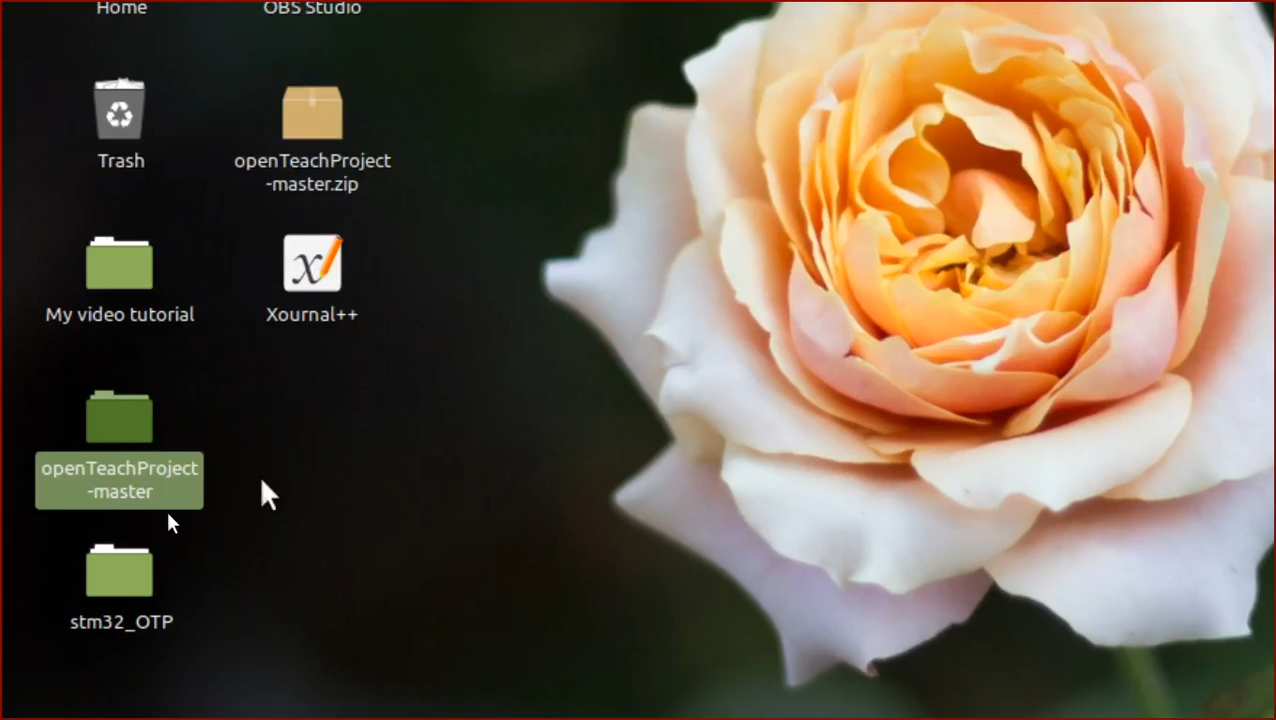 Home
OBS Studio
Trash
openTeachProject
-master.zip
My video tutorial
Xournal++
openTeachProject
-master
stm32_OTP